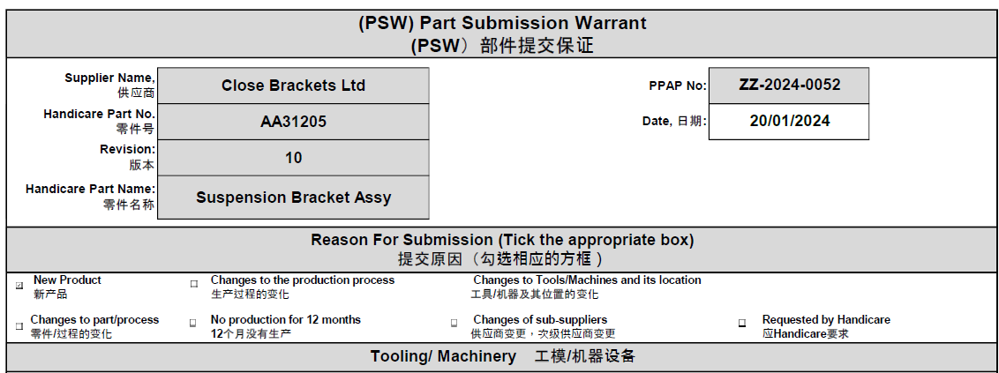 (PSW) Part Submission Warrant
(PSW）部件提交保证
Supplier Name,
供应商
Close Brackets Ltd
PPAP No:
ZZ-2024-0052
Handicare Part No.
零件号
AA31205
Date, 日期:
20/01/2024
Revision:
版本
10
Handicare Part Name:
零件名称
Suspension Bracket Assy
Reason For Submission (Tick the appropriate box)
提交原因（勾选相应的方框 )
New Product
新产品
Changes to the production process
生产过程的变化
Changes to Tools/Machines and its location
工具/机器及其位置的变化
Changes to part/process
零件/过程的变化
No production for 12 months
12个月没有生产
Changes of sub-suppliers
供应商变更，次级供应商变更
Requested by Handicare
应Handicare要求
Tooling/ Machinery 工模/机器设备